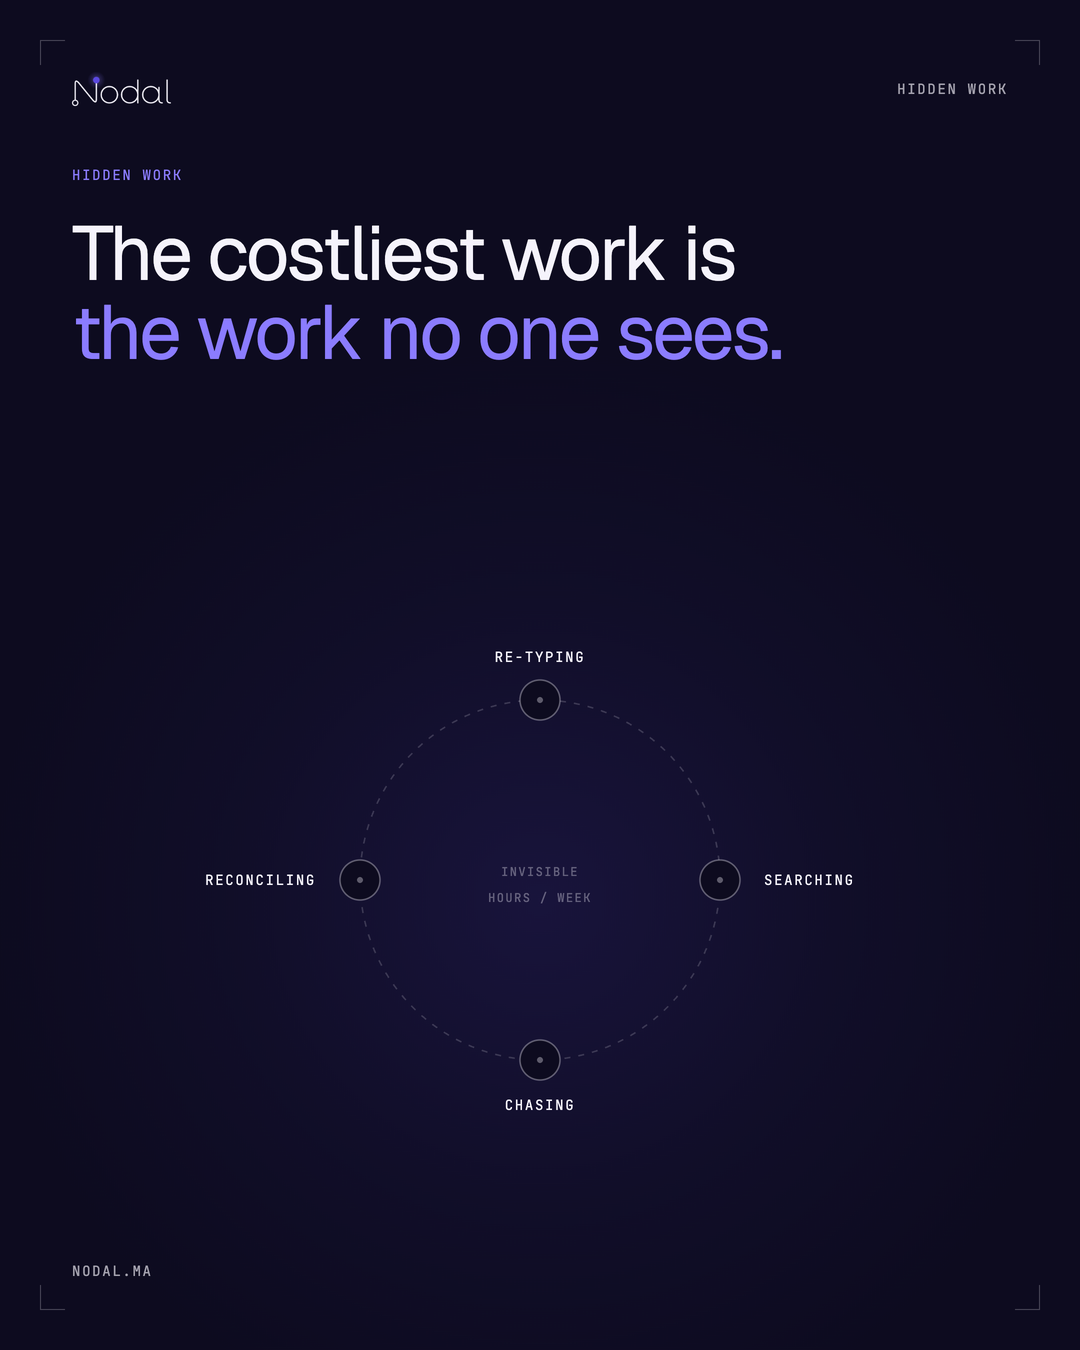 Nodal
HIDDEN WORK
HIDDEN WORK
The costliest work is
the work no one sees.
RE-TYPING
RECONCILING
INVISIBLE
HOURS / WEEK
SEARCHING
CHASING
NODAL.MA